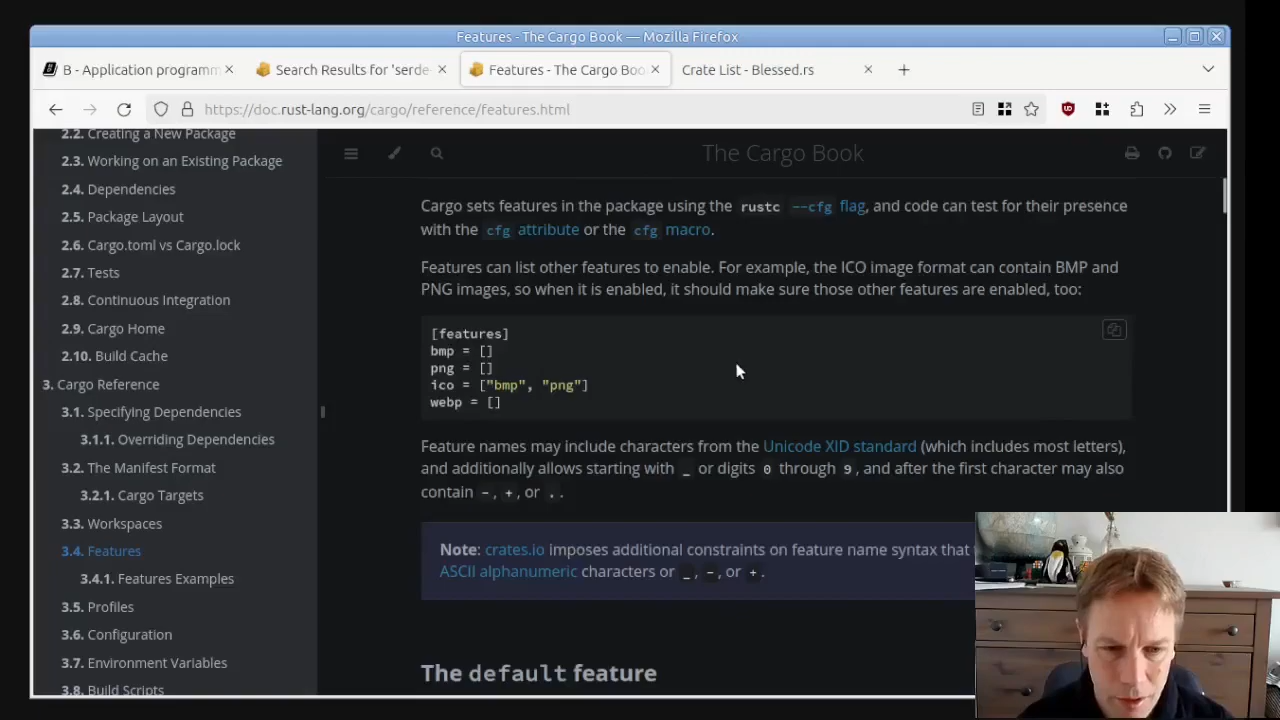 Features - The Cargo Book — Mozilla Firefox
B - Application programm
Search Results for 'serde
Features - The Cargo Boo
Crate List - Blessed.rs
https://doc.rust-lang.org/cargo/reference/features.html
2.2. Creating a New Package
2.3. Working on an Existing Package
2.4. Dependencies
2.5. Package Layout
2.6. Cargo.toml vs Cargo.lock
2.7. Tests
2.8. Continuous Integration
2.9. Cargo Home
2.10. Build Cache
3. Cargo Reference
3.1. Specifying Dependencies
3.1.1. Overriding Dependencies
3.2. The Manifest Format
3.2.1. Cargo Targets
3.3. Workspaces
3.4. Features
3.4.1. Features Examples
3.5. Profiles
3.6. Configuration
3.7. Environment Variables
3.8. Build Scripts
The Cargo Book
Cargo sets features in the package using the rustc --cfg flag, and code can test for their presence
with the cfg attribute or the cfg macro.
Features can list other features to enable. For example, the ICO image format can contain BMP and
PNG images, so when it is enabled, it should make sure those other features are enabled, too:
[features]
bmp = []
png = []
ico = ["bmp", "png"]
webp = []
Feature names may include characters from the Unicode XID standard (which includes most letters),
and additionally allows starting with _ or digits 0 through 9, and after the first character may also
contain -, +, or .
Note: crates.io imposes additional constraints on feature name syntax that
ASCII alphanumeric characters or _, -, or +.
The default feature